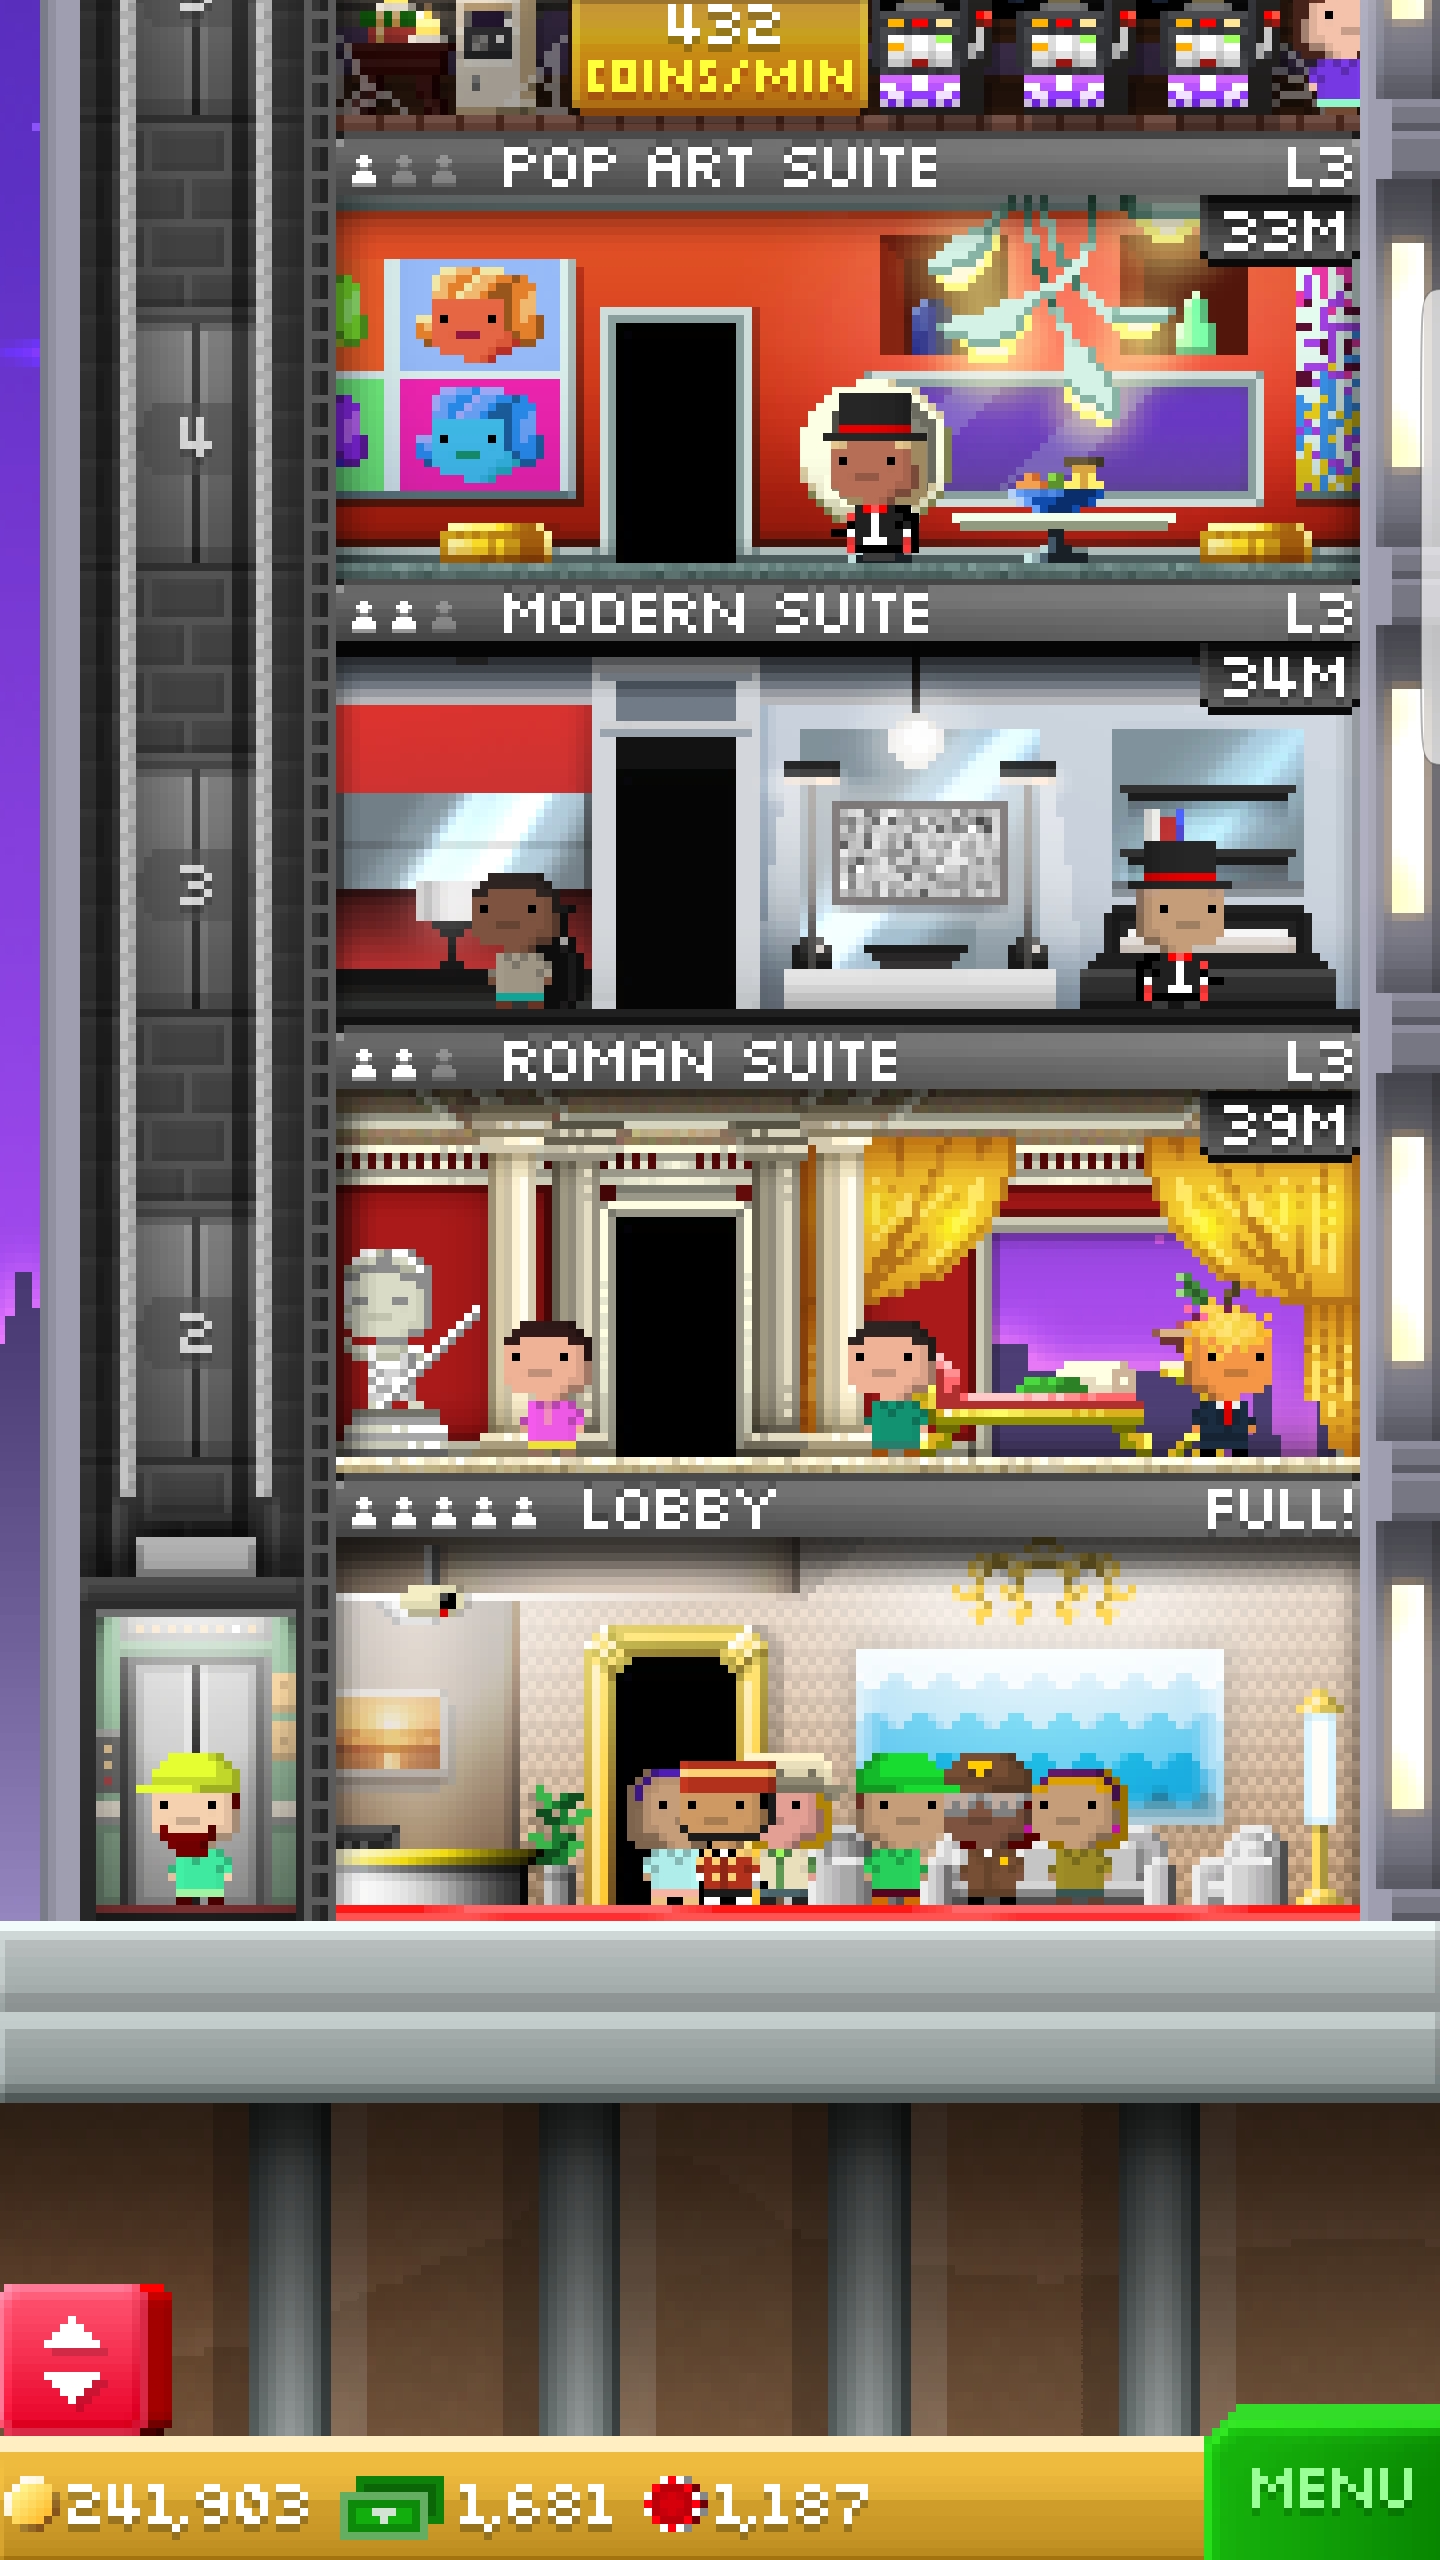 432
COINS/MIN
POP ART SUITE L3
33M
4
MODERN SUITE L3
34M
3
ROMAN SUITE L3
39M
2
LOBBY FULL!
241,903 1,681 1,187 MENU